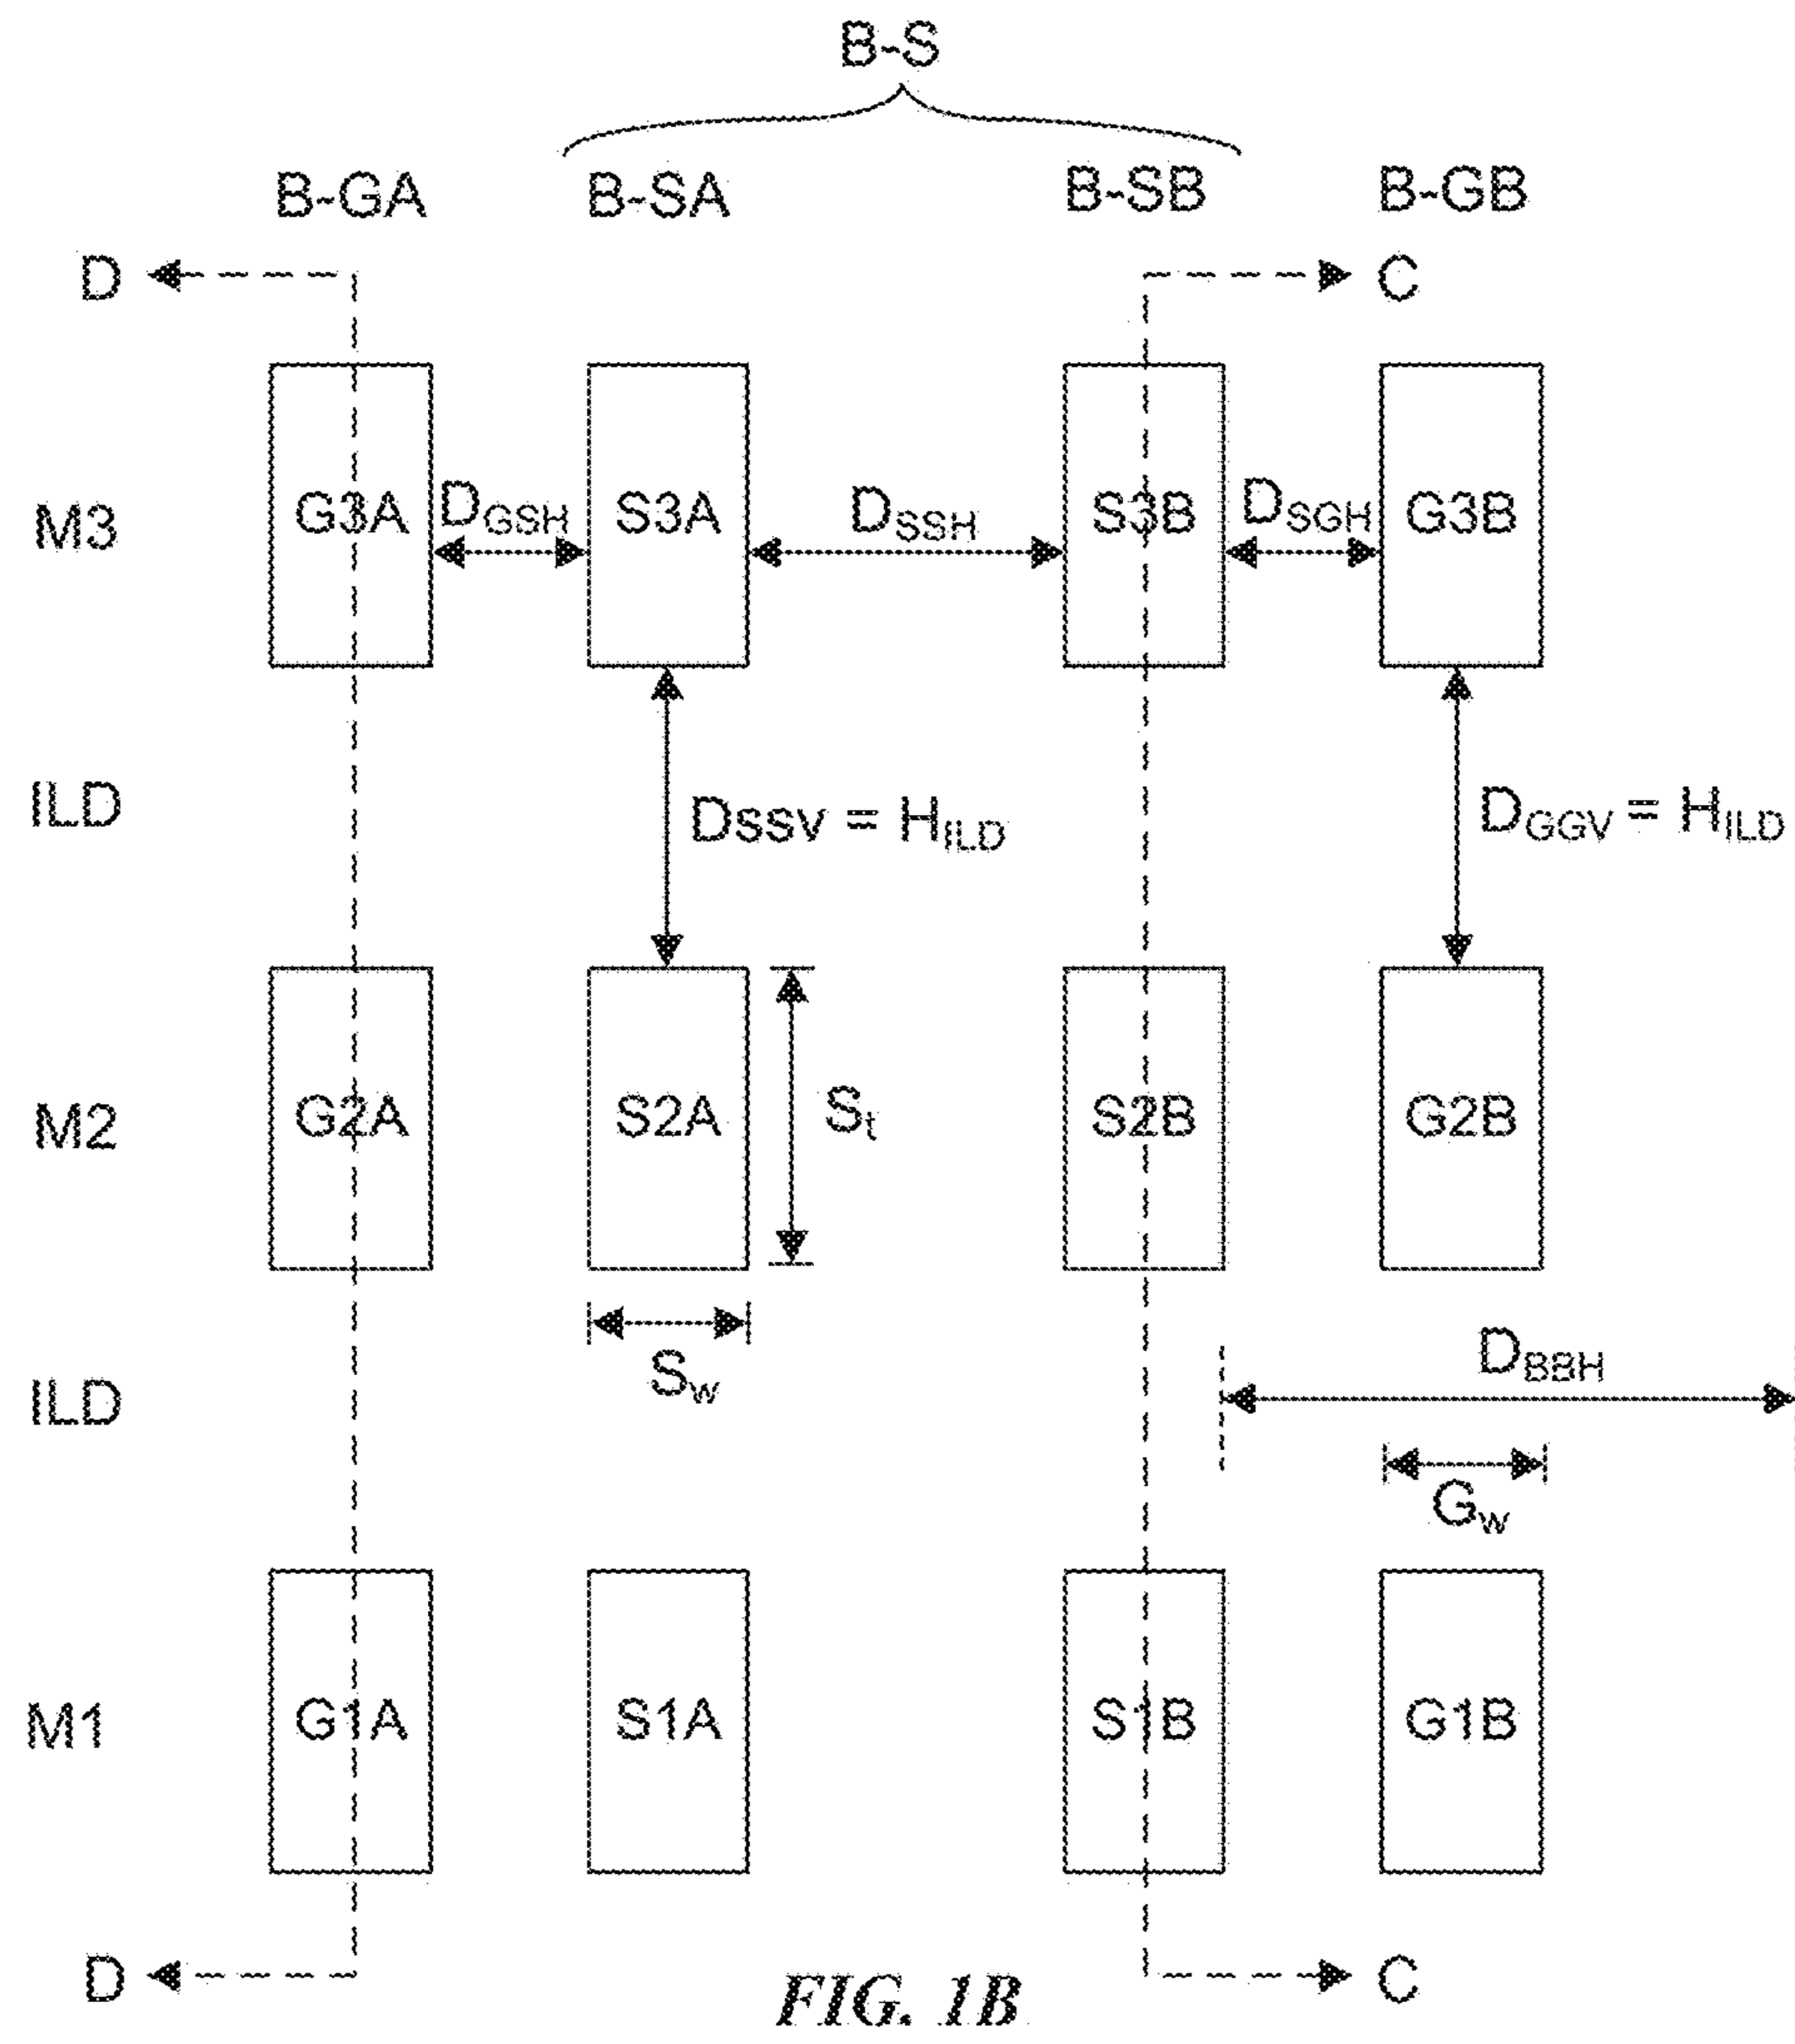 B-S
B-GA B-SA B-SB B-GB
D C
M3 G3A DGSH S3A DSSH S3B DSGH G3B
ILD DSSV = HILD DGGV = HILD
M2 G2A S2A St S2B G2B
ILD Sw DBBH
Gw
M1 G1A S1A S1B G1B
D C
FIG. 1B